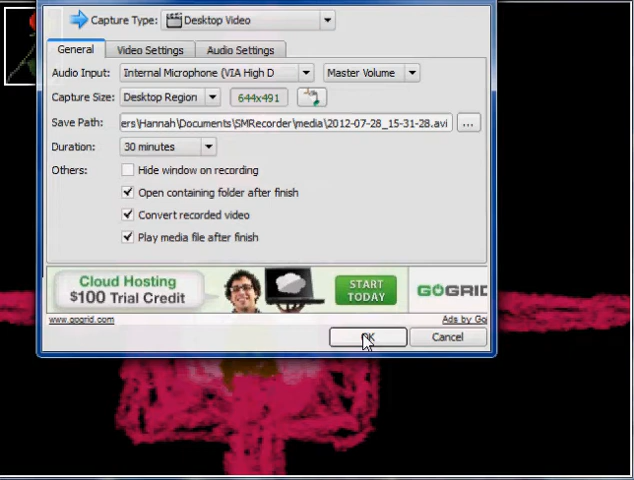 Capture Type: Desktop Video
General Video Settings Audio Settings
Audio Input: Internal Microphone (VIA High D Master Volume
Capture Size: Desktop Region 644x491
Save Path: ers\Hannah\Documents\SMRecorder\media\2012-07-28_15-31-28.avi ...
Duration: 30 minutes
Others: Hide window on recording
Open containing folder after finish
Convert recorded video
Play media file after finish
Cloud Hosting
$100 Trial Credit
START
TODAY
GOGRID
www.gogrid.com Ads by Go
OK Cancel